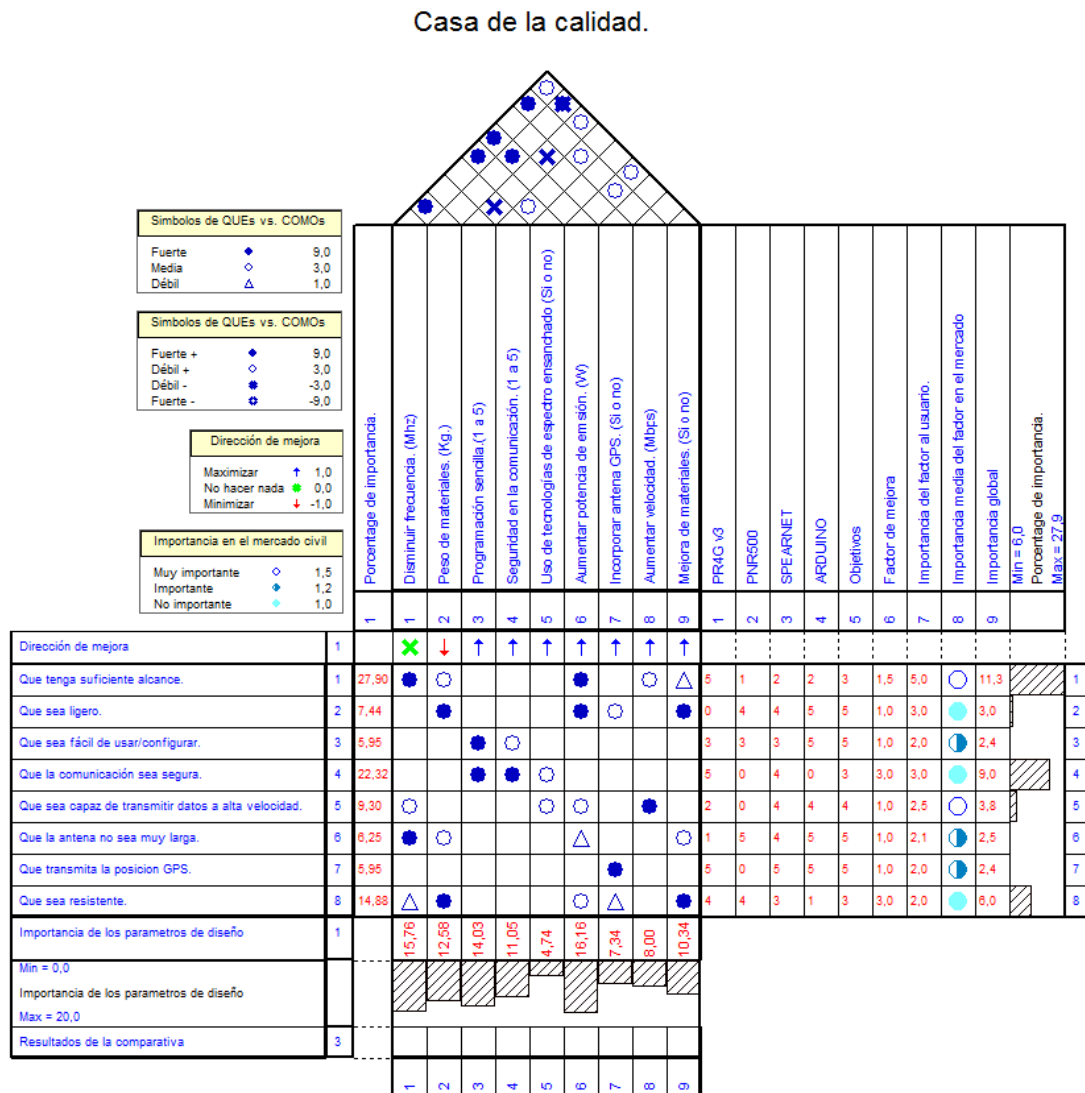 Casa de la calidad.
Simbolos de QUEs vs. COMOs
Fuerte 9,0
Media 3,0
Débil 1,0
Simbolos de QUEs vs. COMOs
Fuerte + 9,0
Débil + 3,0
Débil - -3,0
Fuerte - -9,0
Dirección de mejora
Maximizar 1,0
No hacer nada 0,0
Minimizar -1,0
Importancia en el mercado civil
Muy importante 1,5
Importante 1,2
No importante 1,0
Porcentage de importancia.
Disminuir frecuencia. (Mhz)
Peso de materiales. (Kg.)
Programación sencilla.(1 a 5)
Seguridad en la comunicación. (1 a 5)
Uso de tecnologías de espectro ensanchado (Si o no)
Aumentar potencia de emisión. (W)
Incorporar antena GPS. (Si o no)
Aumentar velocidad. (Mbps)
Mejora de materiales. (Si o no)
PR4G v3
PNR500
SPEARNET
ARDUINO
Objetivos
Factor de mejora
Importancia del factor al usuario.
Importancia media del factor en el mercado
Importancia global
Min = 6,0
Porcentage de importancia.
Max = 27,9
1 1 2 3 4 5 6 7 8 9 1 2 3 4 5 6 7 8 9
Dirección de mejora 1
Que tenga suficiente alcance. 1 27,90 5 1 2 2 3 1,5 5,0 11,3 1
Que sea ligero. 2 7,44 0 4 4 5 5 1,0 3,0 3,0 2
Que sea fácil de usar/configurar. 3 5,95 3 3 3 5 5 1,0 2,0 2,4 3
Que la comunicación sea segura. 4 22,32 5 0 4 0 3 3,0 3,0 9,0 4
Que sea capaz de transmitir datos a alta velocidad. 5 9,30 2 0 4 4 4 1,0 2,5 3,8 5
Que la antena no sea muy larga. 6 6,25 1 5 4 5 5 1,0 2,1 2,5 6
Que transmita la posicion GPS. 7 5,95 5 0 5 5 5 1,0 2,0 2,4 7
Que sea resistente. 8 14,88 4 4 3 1 3 3,0 2,0 6,0 8
Importancia de los parametros de diseño 1 15,76 12,58 14,03 11,05 4,74 16,16 7,34 8,00 10,34
Min = 0,0
Importancia de los parametros de diseño
Max = 20,0
Resultados de la comparativa 3
1 2 3 4 5 6 7 8 9